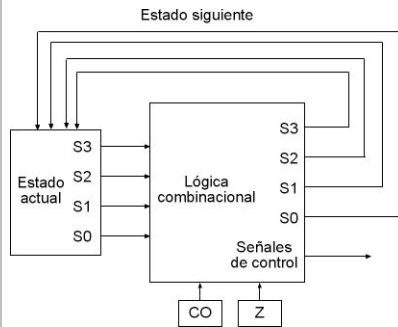 Estado siguiente
Estado
actual
S3
S2
S1
S0
Lógica
combinacional
S3
S2
S1
S0
Señales
de control
CO
Z